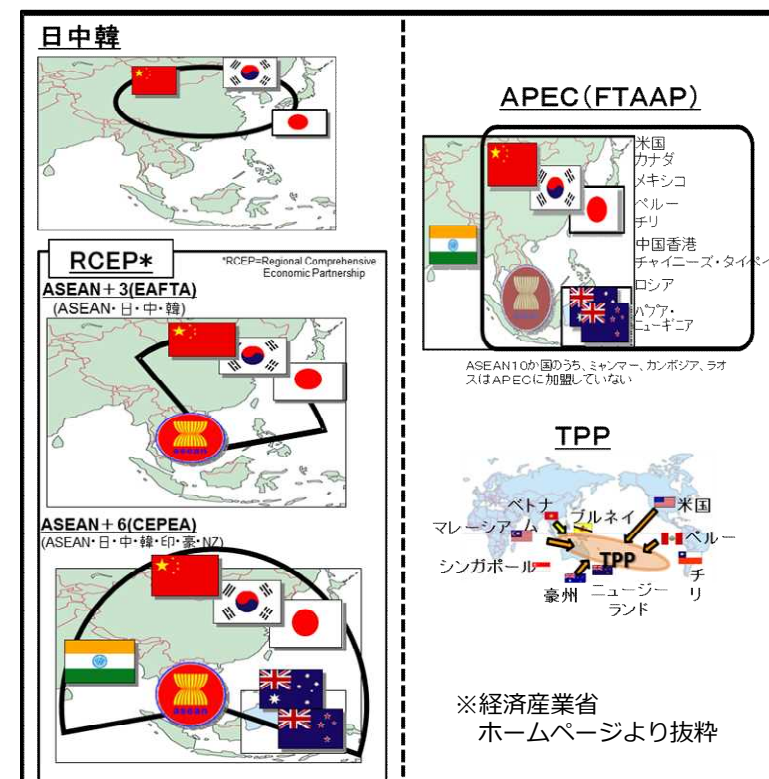 日中韓
RCEP*
*RCEP=Regional Comprehensive
Economic Partnership
ASEAN+3(EAFTA)
(ASEAN・日・中・韓)
asean
ASEAN+6(CEPEA)
(ASEAN・日・中・韓・印・豪・NZ)
asean
APEC(FTAAP)
米国
カナダ
メキシコ
ペルー
チリ
中国香港
チャイニーズ・タイペイ
ロシア
パプア・
ニューギニア
ASEAN10か国のうち、ミャンマー、カンボジア、ラオ
スはAPECに加盟していない
TPP
ベトナ
ム
ブルネイ
米国
マレーシア
ペルー
TPP
シンガポール
チ
リ
豪州
ニュージー
ランド
※経済産業省
ホームページより抜粋